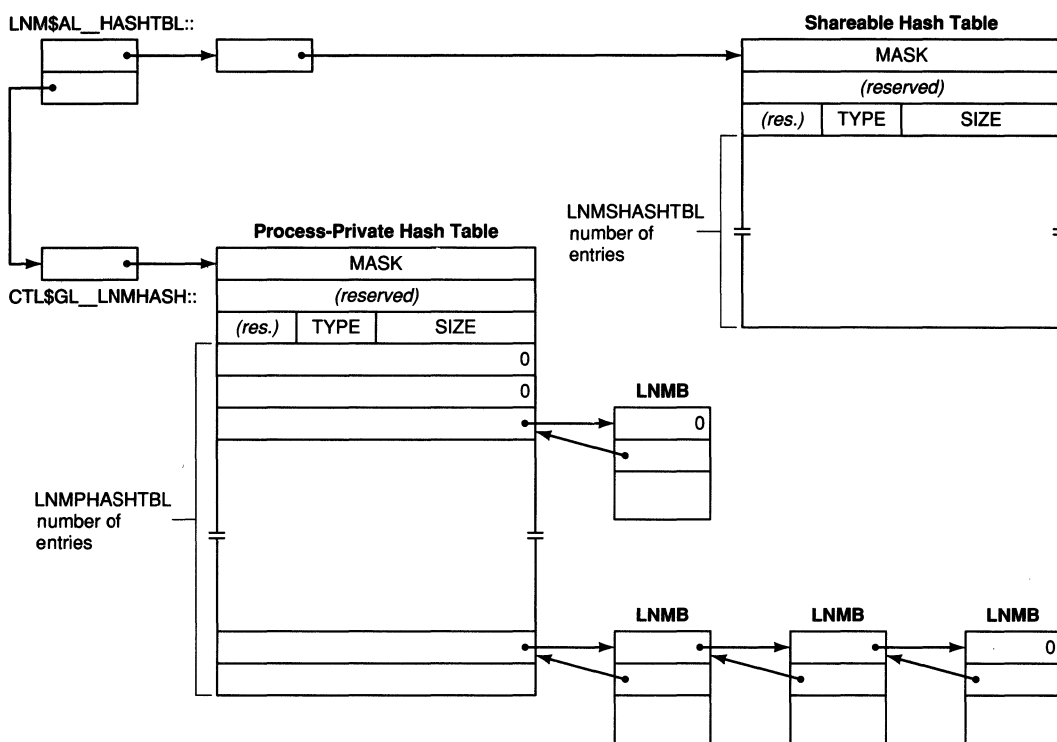 LNM$AL__HASHTBL::
Shareable Hash Table
MASK
(reserved)
(res.) TYPE SIZE
LNMSHASHTBL
number of
entries
Process-Private Hash Table
MASK
CTL$GL__LNMHASH::
(reserved)
(res.) TYPE SIZE
0
0
LNMB
0
LNMPHASHTBL
number of
entries
LNMB LNMB LNMB
0